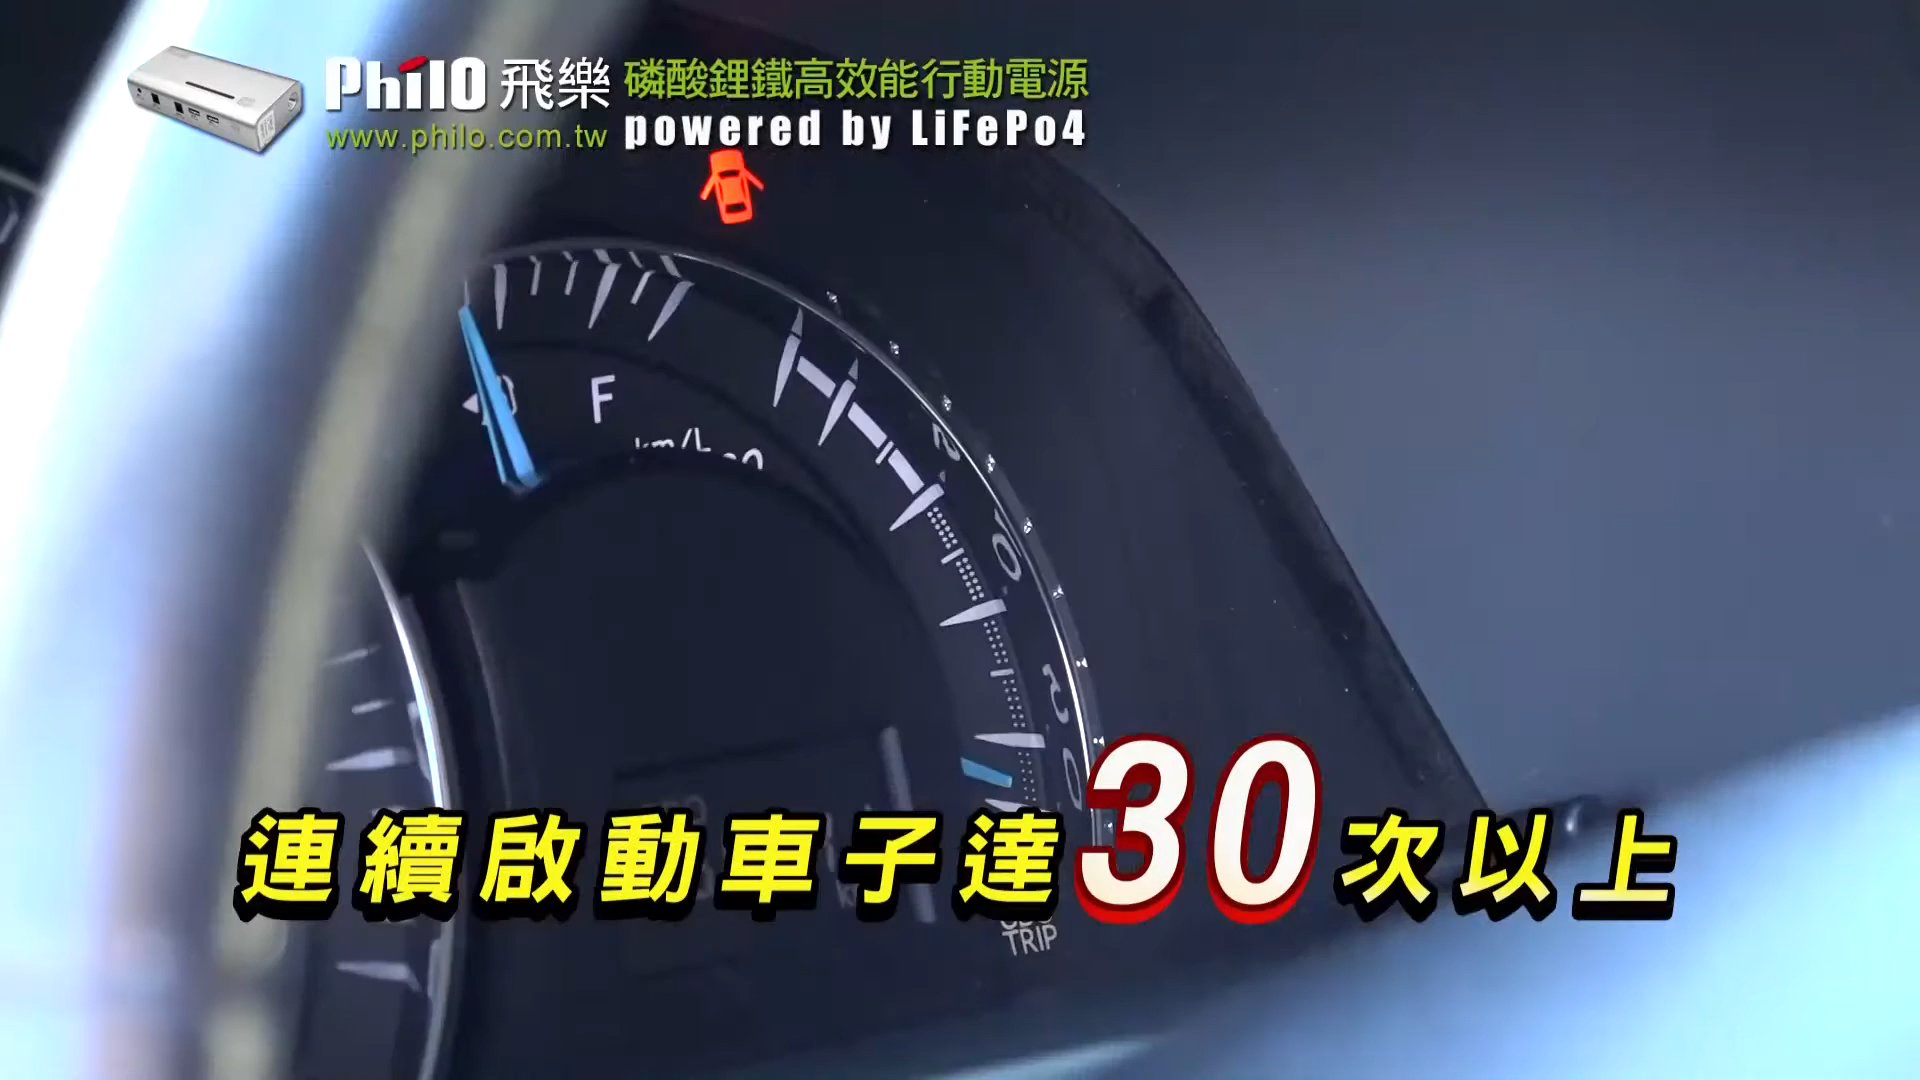 Philo 飛樂 磷酸鋰鐵高效能行動電源
www.philo.com.tw powered by LiFePo4
F
km/h
連續啟動車子達30次以上
TRIP